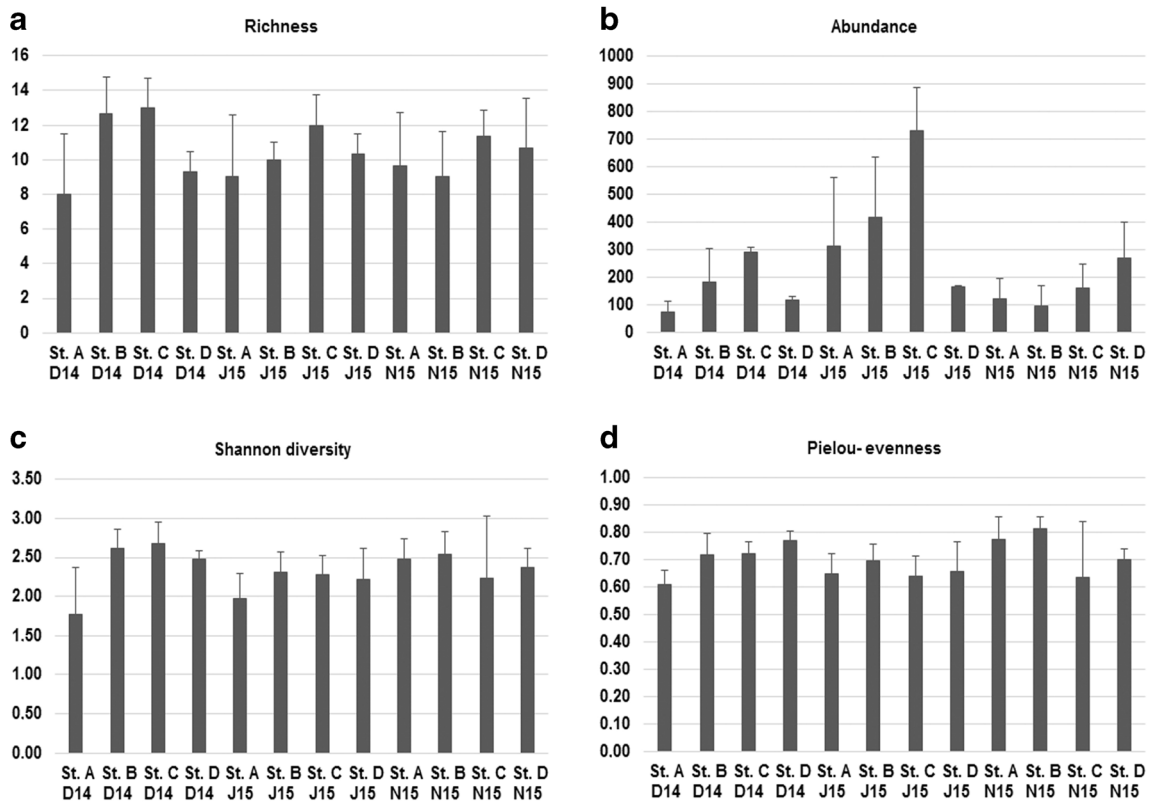 a
Richness
16
14
12
10
8
6
4
2
0
St. A St. B St. C St. D St. A St. B St. C St. D St. A St. B St. C St. D
D14 D14 D14 D14 J15 J15 J15 J15 N15 N15 N15 N15
b
Abundance
1000
900
800
700
600
500
400
300
200
100
0
St. A St. B St. C St. D St. A St. B St. C St. D St. A St. B St. C St. D
D14 D14 D14 D14 J15 J15 J15 J15 N15 N15 N15 N15
c
Shannon diversity
3.50
3.00
2.50
2.00
1.50
1.00
0.50
0.00
St. A St. B St. C St. D St. A St. B St. C St. D St. A St. B St. C St. D
D14 D14 D14 D14 J15 J15 J15 J15 N15 N15 N15 N15
d
Pielou- evenness
1.00
0.90
0.80
0.70
0.60
0.50
0.40
0.30
0.20
0.10
0.00
St. A St. B St. C St. D St. A St. B St. C St. D St. A St. B St. C St. D
D14 D14 D14 D14 J15 J15 J15 J15 N15 N15 N15 N15